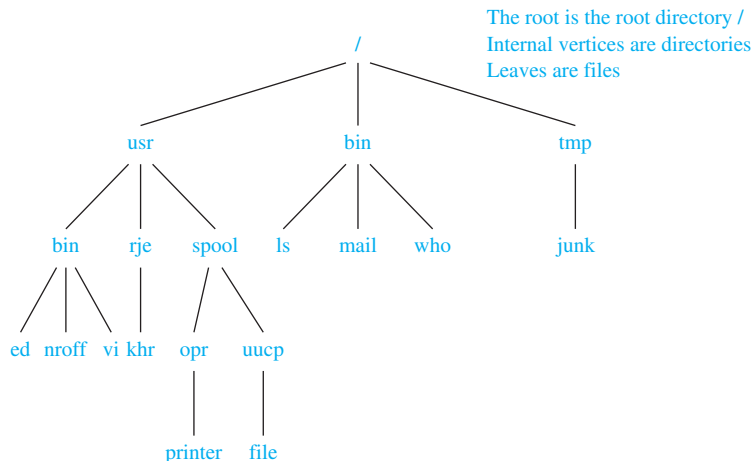 The root is the root directory /
Internal vertices are directories
Leaves are files
/
usr bin tmp
bin rje spool ls mail who junk
ed nroff vi khr opr uucp
printer file